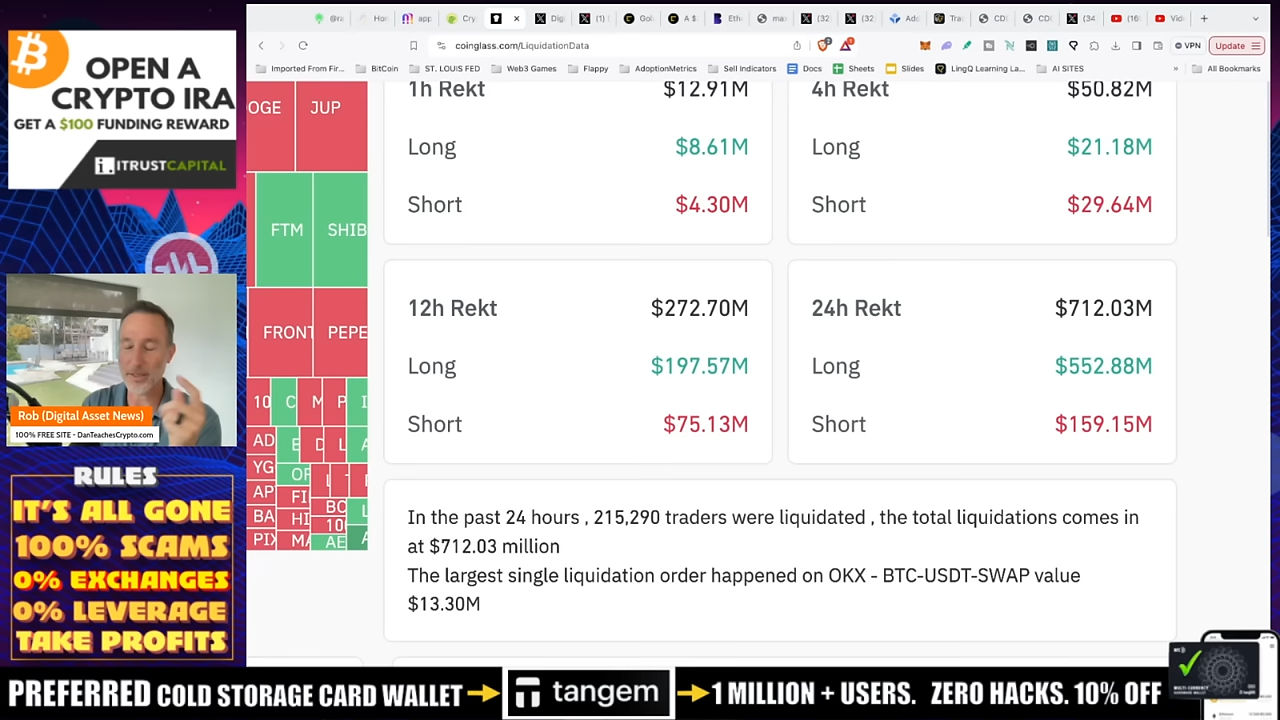 OPEN A
CRYPTO IRA
GET A $100 FUNDING REWARD
i. iTRUSTCAPITAL
Rob (Digital Asset News)
100% FREE SITE - DanTeachesCrypto.com
RULES
IT'S ALL GONE
100% SCAMS
0% EXCHANGES
0% LEVERAGE
TAKE PROFITS
coinglass.com/LiquidationData
VPN
Update
Imported From Fir...
BitCoin
ST. LOUIS FED
Web3 Games
Flappy
AdoptionMetrics
Sell Indicators
Docs
Sheets
Slides
LingQ Learning La...
AI SITES
»
All Bookmarks
OGE
JUP
FTM
SHIB
FRONT
PEPE
1h Rekt $12.91M
Long $8.61M
Short $4.30M
4h Rekt $50.82M
Long $21.18M
Short $29.64M
12h Rekt $272.70M
Long $197.57M
Short $75.13M
24h Rekt $712.03M
Long $552.88M
Short $159.15M
In the past 24 hours , 215,290 traders were liquidated , the total liquidations comes in
at $712.03 million
The largest single liquidation order happened on OKX - BTC-USDT-SWAP value
$13.30M
PREFERRED COLD STORAGE CARD WALLET
tangem
1 MILLION + USERS. ZERO HACKS. 10% OFF